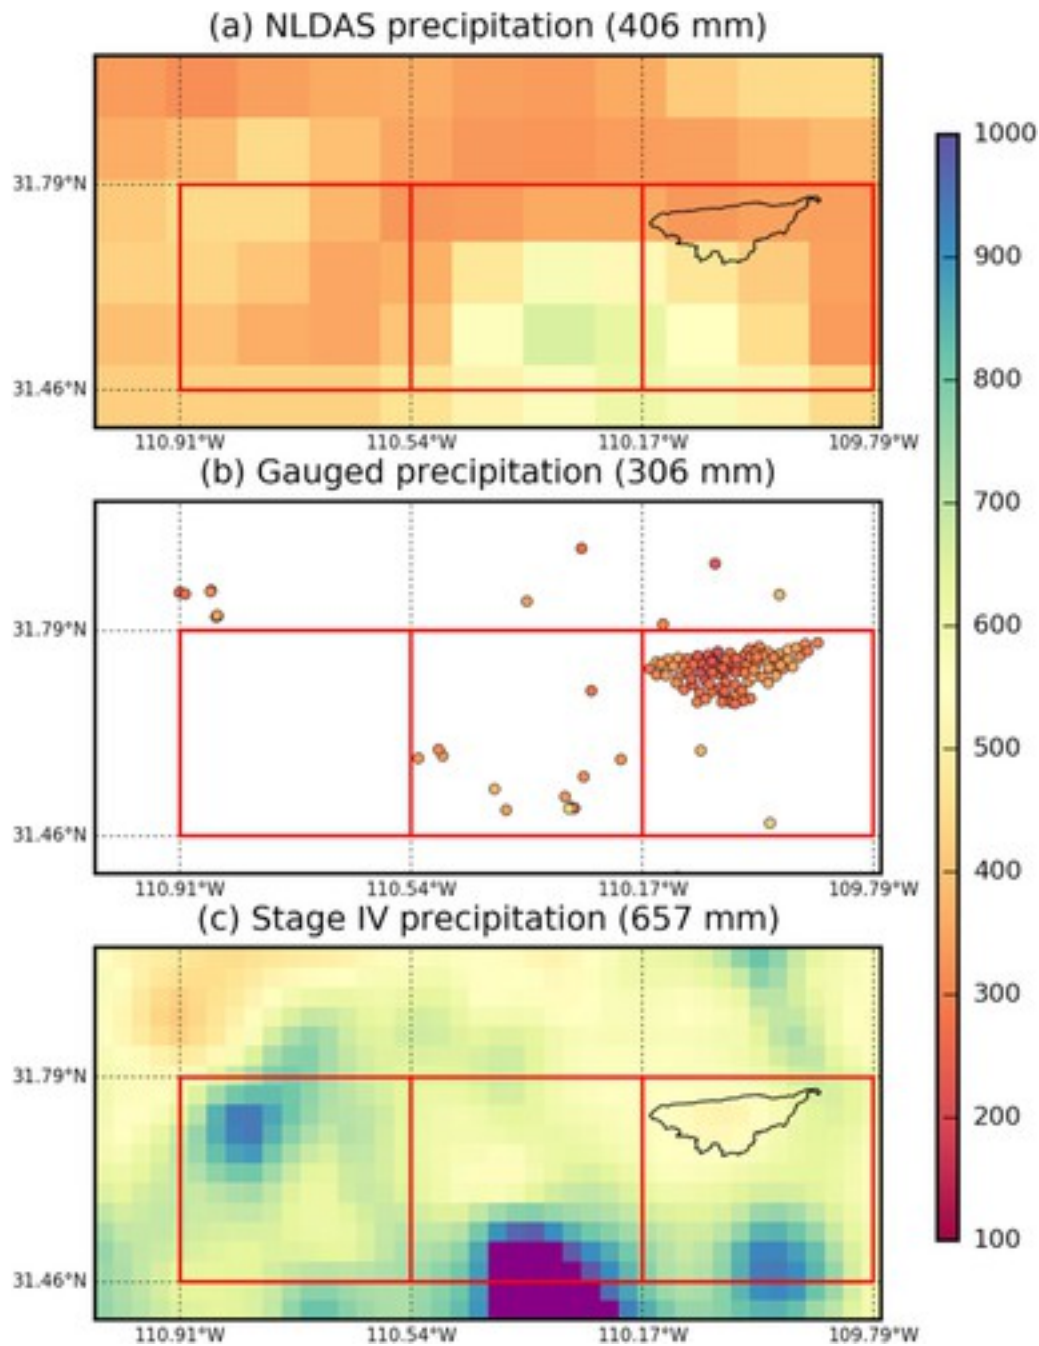 (a) NLDAS precipitation (406 mm)
31.79°N
31.46°N
110.91°W 110.54°W 110.17°W 109.79°W
(b) Gauged precipitation (306 mm)
31.79°N
31.46°N
110.91°W 110.54°W 110.17°W 109.79°W
(c) Stage IV precipitation (657 mm)
31.79°N
31.46°N
110.91°W 110.54°W 110.17°W 109.79°W
1000
900
800
700
600
500
400
300
200
100